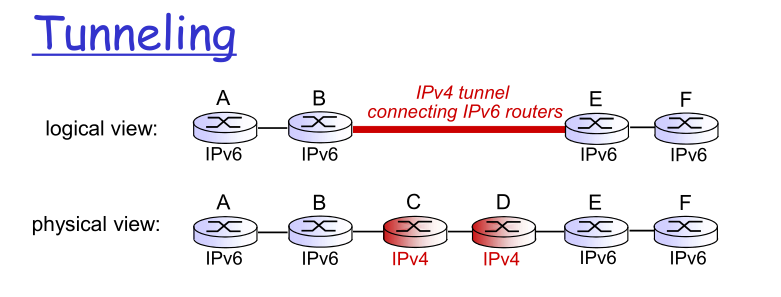 Tunneling
IPv4 tunnel
connecting IPv6 routers
A B E F
logical view:
IPv6 IPv6 IPv6 IPv6
A B C D E F
physical view:
IPv6 IPv6 IPv4 IPv4 IPv6 IPv6